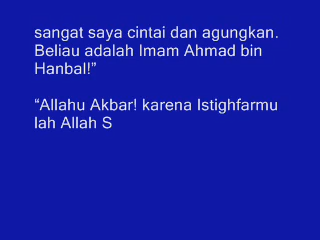 sangat saya cintai dan agungkan.
Beliau adalah Imam Ahmad bin
Hanbal!”
“Allahu Akbar! karena Istighfarmu
lah Allah S